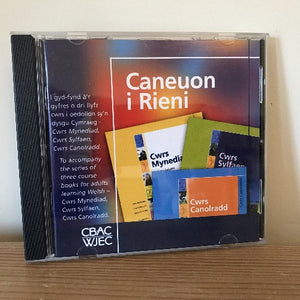 Caneuon
i Rieni
I gyd-fynd â'r
gyfres o dri llyfr
cwrs i oedolion sy'n
dysgu Cymraeg -
Cwrs Mynediad,
Cwrs Sylfaen,
Cwrs Canolradd.
To accompany
the series of
three course
books for adults
learning Welsh -
Cwrs Mynediad,
Cwrs Sylfaen,
Cwrs Canolradd.
Cwrs
Mynediad
Cwrs
Sylfaen
Cwrs
Canolradd
CBAC
WJEC